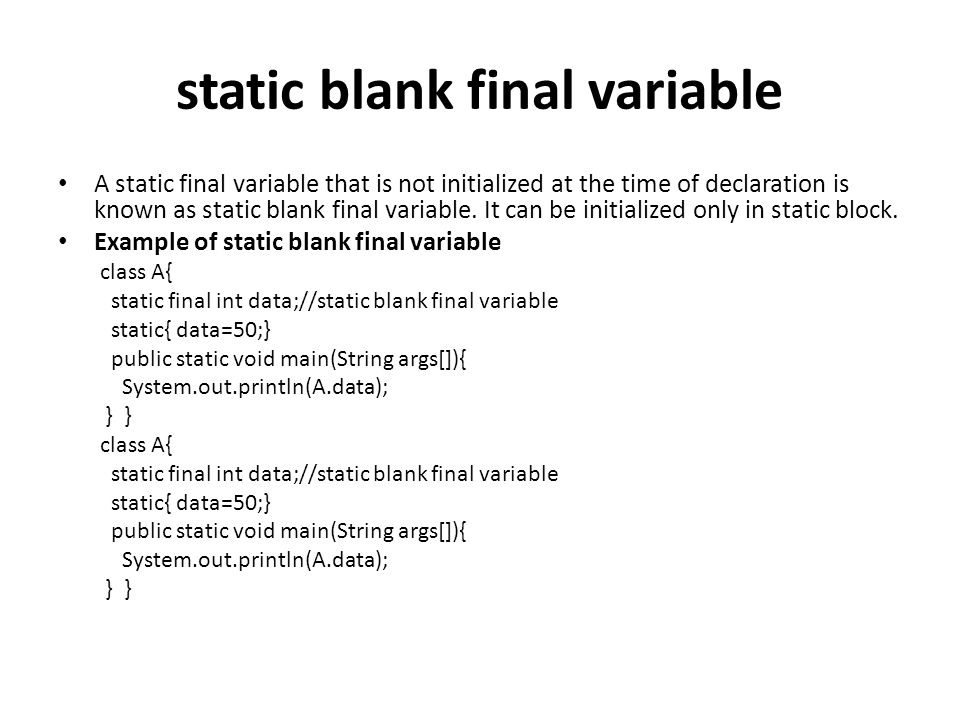 static blank final variable
• A static final variable that is not initialized at the time of declaration is
known as static blank final variable. It can be initialized only in static block.
• Example of static blank final variable
class A{
static final int data;//static blank final variable
static{ data=50;}
public static void main(String args[]){
System.out.println(A.data);
} }
class A{
static final int data;//static blank final variable
static{ data=50;}
public static void main(String args[]){
System.out.println(A.data);
} }